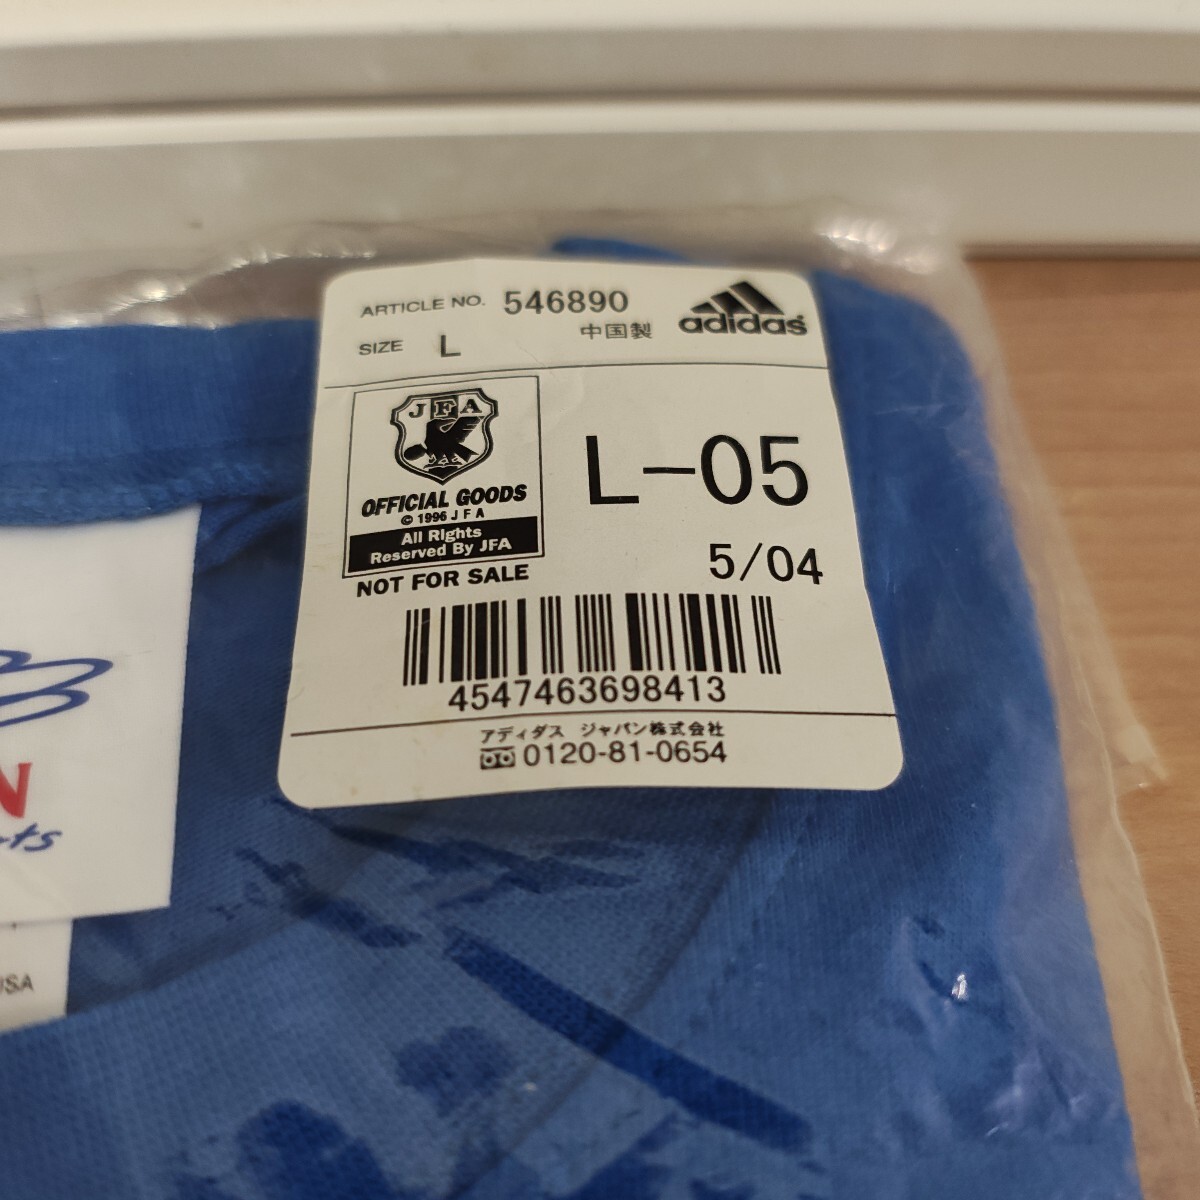 ARTICLE NO. 546890
adidas
中国製
SIZE L
JFA
OFFICIAL GOODS
© 1996 J F A
All Rights
Reserved By JFA
NOT FOR SALE
L-05
5/04
4547463698413
アディダス ジャパン株式会社
0120-81-0654
N
USA